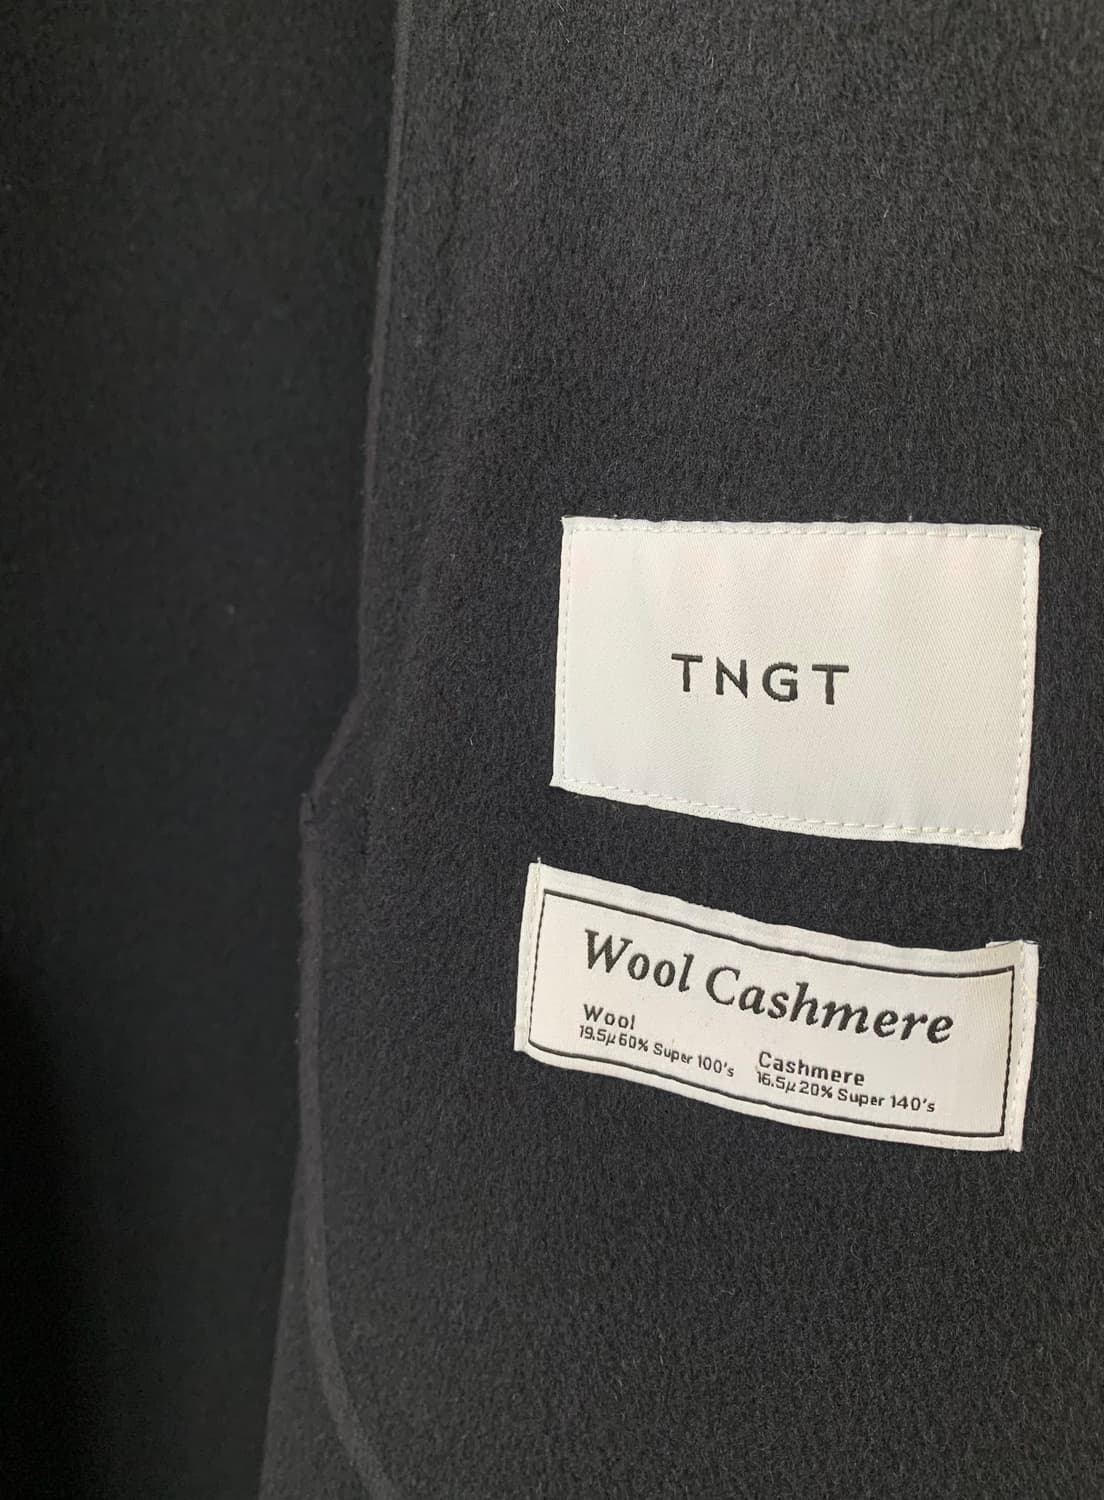 TNGT
Wool Cashmere
Wool
19.5μ 60% Super 100's
Cashmere
16.5μ 20% Super 140's